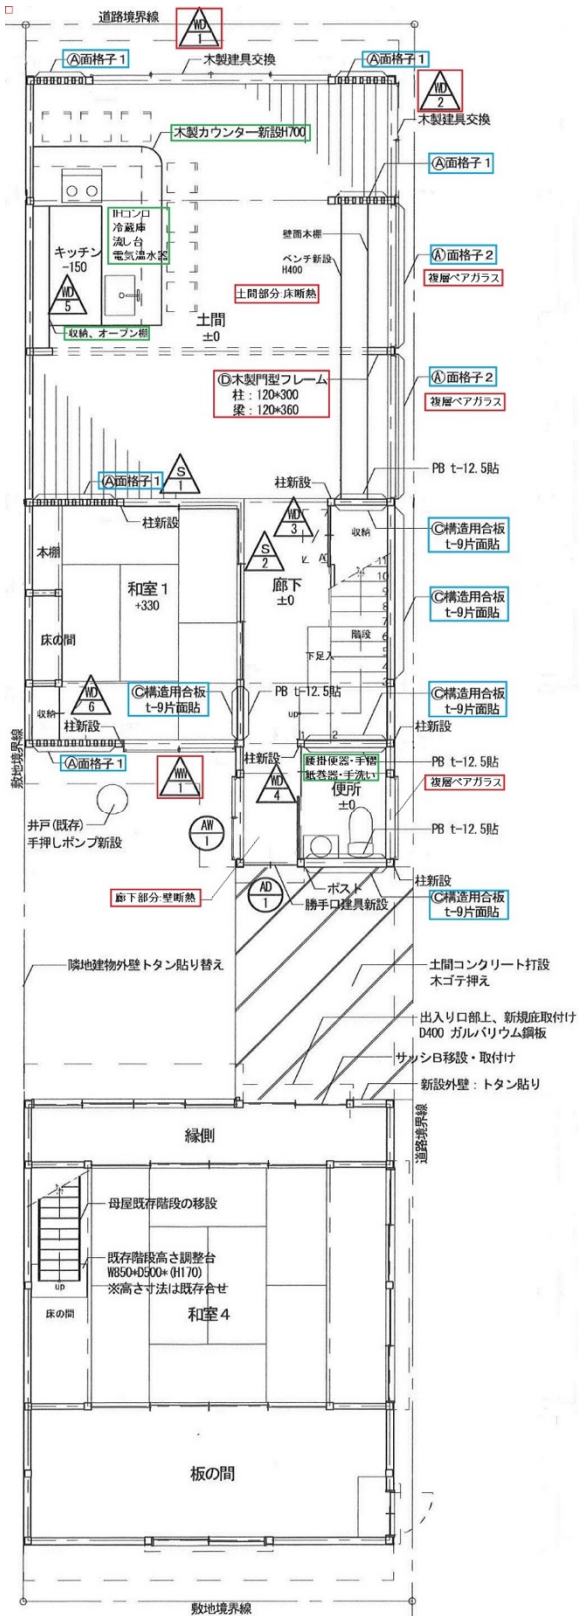 道路境界線
WD
1
Ⓐ面格子1
木製建具交換
Ⓐ面格子1
WD
2
木製建具交換
木製カウンター新設H700
Ⓐ面格子1
IHコンロ
冷蔵庫
流し台
電気温水器
壁面本棚
キッチン
-150
ベンチ新設
H400
Ⓐ面格子2
複層ペアガラス
WD
5
土間部分:床断熱
土間
±0
収納、オープン棚
Ⓓ木製門型フレーム
柱:120*300
梁:120*360
Ⓐ面格子2
複層ペアガラス
S
1
PB t-12.5貼
Ⓐ面格子1
柱新設
柱新設
WD
3
収納
Ⓒ構造用合板
t-9片面貼
本棚
S
2
和室1
+330
廊下
±0
11
10
9
8
7
6
5
4
3
Ⓒ構造用合板
t-9片面貼
床の間
階段
下足入
WD
6
Ⓒ構造用合板
t-9片面貼
PB t-12.5貼
Ⓒ構造用合板
t-9片面貼
収納
up
柱新設
1
2
柱新設
敷地境界線
Ⓐ面格子1
WW
1
柱新設
WD
4
腰掛便器・手摺
紙巻器・手洗い
便所
±0
PB t-12.5貼
複層ペアガラス
井戸(既存)
手押しポンプ新設
AW
1
PB t-12.5貼
廊下部分:壁断熱
AD
1
ポスト
勝手口建具新設
柱新設
Ⓒ構造用合板
t-9片面貼
隣地建物外壁トタン貼り替え
土間コンクリート打設
木ゴテ押え
出入り口部上、新規庇取付け
D400 ガルバリウム鋼板
サッシB移設・取付け
新設外壁:トタン貼り
縁側
道路境界線
母屋既存階段の移設
既存階段高さ調整台
W850*D500*(H170)
※高さ寸法は既存合せ
up
床の間
和室4
板の間
敷地境界線